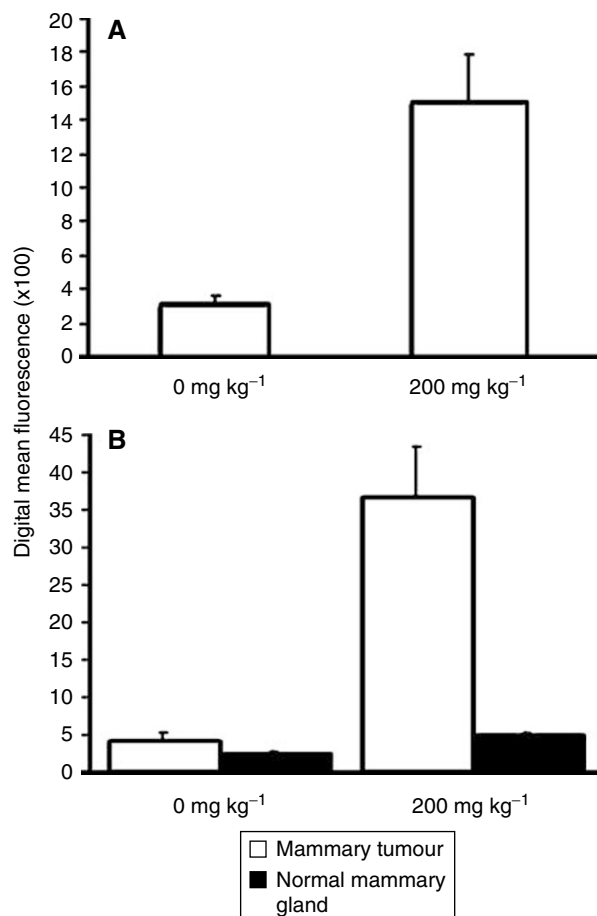 Digital mean fluorescence (x100)
A
20
18
16
14
12
10
8
6
4
2
0
0 mg kg⁻¹ 200 mg kg⁻¹
B
45
40
35
30
25
20
15
10
5
0
0 mg kg⁻¹ 200 mg kg⁻¹
Mammary tumour
Normal mammary
gland